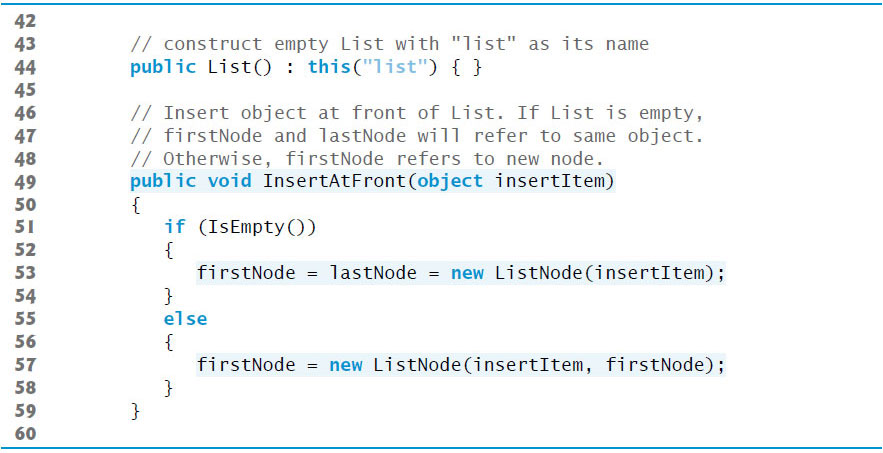 42
43 // construct empty List with "list" as its name
44 public List() : this("list") { }
45
46 // Insert object at front of List. If List is empty,
47 // firstNode and lastNode will refer to same object.
48 // Otherwise, firstNode refers to new node.
49 public void InsertAtFront(object insertItem)
50 {
51 if (IsEmpty())
52 {
53 firstNode = lastNode = new ListNode(insertItem);
54 }
55 else
56 {
57 firstNode = new ListNode(insertItem, firstNode);
58 }
59 }
60